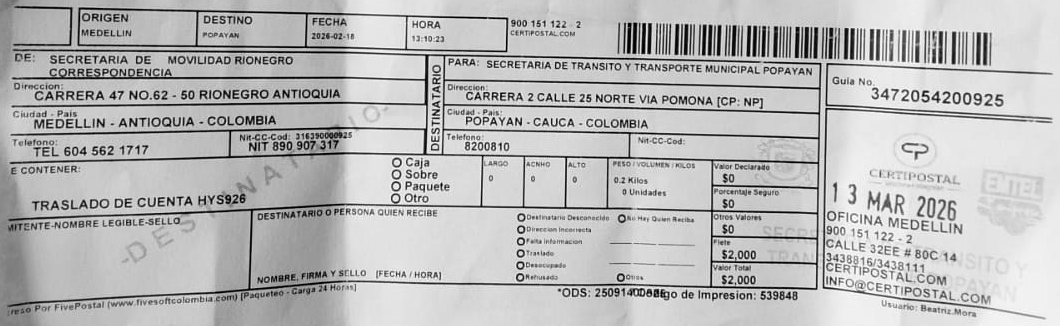 ORIGEN
MEDELLIN
DESTINO
POPAYAN
FECHA
2026-02-18
HORA
13:10:23
900 151 122 - 2
CERTIPOSTAL.COM
DE: SECRETARIA DE MOVILIDAD RIONEGRO
CORRESPONDENCIA
Direccion:
CARRERA 47 NO.62 - 50 RIONEGRO ANTIOQUIA
Ciudad - Pais
MEDELLIN - ANTIOQUIA - COLOMBIA
Telefono:
TEL 604 562 1717
Nit-CC-Cod: 316390000925
NIT 890 907 317
DESTINATARIO
PARA: SECRETARIA DE TRANSITO Y TRANSPORTE MUNICIPAL POPAYAN
Direccion:
CARRERA 2 CALLE 25 NORTE VIA POMONA [CP: NP]
Ciudad - Pais:
POPAYAN - CAUCA - COLOMBIA
Telefono:
8200810
Nit-CC-Cod:
Guia No.
3472054200925
E CONTENER:
TRASLADO DE CUENTA HYS926
O Caja
O Sobre
O Paquete
O Otro
LARGO
0
ACNHO
0
ALTO
0
PESO / VOLUMEN / KILOS
0.2 Kilos
0 Unidades
Valor Declarado
$0
Porcentaje Seguro
$0
Otros Valores
$0
Flete
$2,000
Valor Total
$2,000
MITENTE-NOMBRE LEGIBLE-SELLO
DESTINATARIO O PERSONA QUIEN RECIBE
NOMBRE, FIRMA Y SELLO [FECHA / HORA]
O Destinatario Desconocido
O No Hay Quien Reciba
O Direccion Incorrecta
O Falta Informacion
O Traslado
O Desocupado
O Rehusado
O Otros
-DESTINATARIO-
CERTIPOSTAL
13 MAR 2026
OFICINA MEDELLIN
900 151 122 - 2
CALLE 32EE # 80C 14
3438816/3438111
CERTIPOSTAL.COM
INFO@CERTIPOSTAL.COM
Usuario: Beatriz.Mora
reso Por FivePostal (www.fivesoftcolombia.com) [Paqueteo - Carga 24 Horas]
*ODS: 25091400
digo de Impresion: 539848